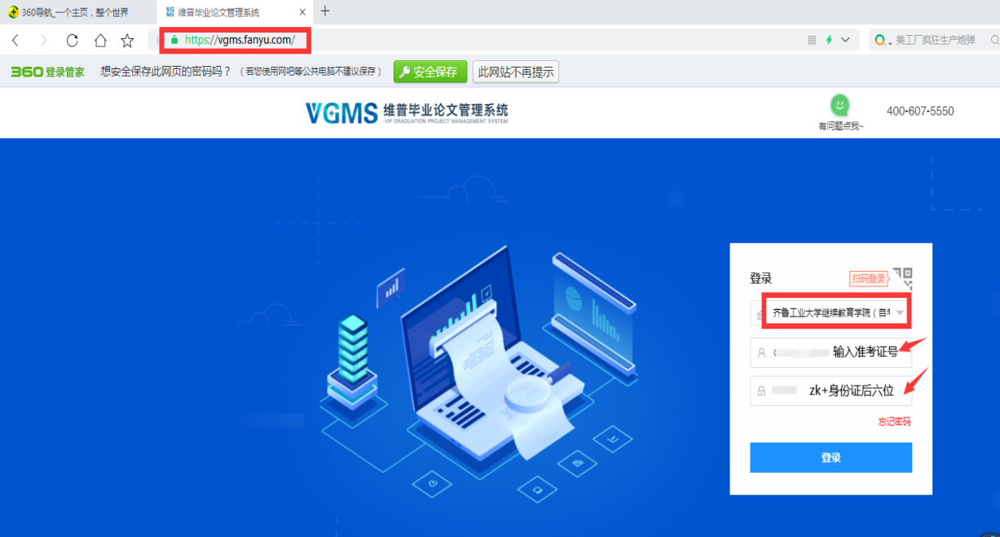 360导航_一个主页，整个世界
维普毕业论文管理系统
https://vgms.fanyu.com/
美工厂疯狂生产炮弹
360登录管家 想安全保存此网页的密码吗？（若您使用网吧等公共电脑不建议保存） 安全保存 此网站不再提示
VGMS 维普毕业论文管理系统
VIP GRADUATION PROJECT MANAGEMENT SYSTEM
有问题点我~
400-607-5550
登录 扫码登录
齐鲁工业大学继续教育学院（自考
输入准考证号
zk+身份证后六位
忘记密码
登录